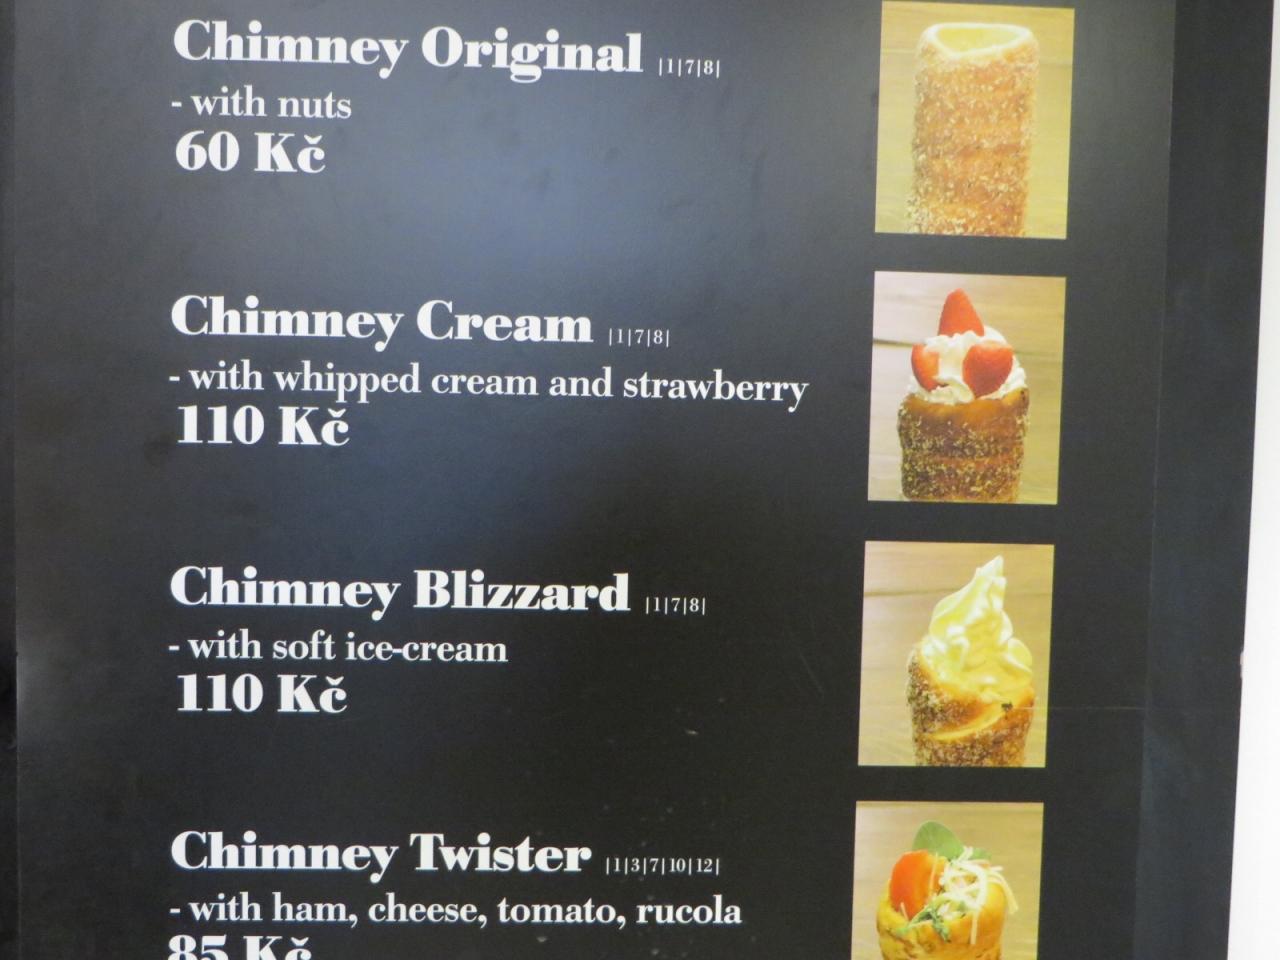 Chimney Original |1|7|8|
- with nuts
60 Kč
Chimney Cream |1|7|8|
- with whipped cream and strawberry
110 Kč
Chimney Blizzard |1|7|8|
- with soft ice-cream
110 Kč
Chimney Twister |1|3|7|10|12|
- with ham, cheese, tomato, rucola
85 Kč